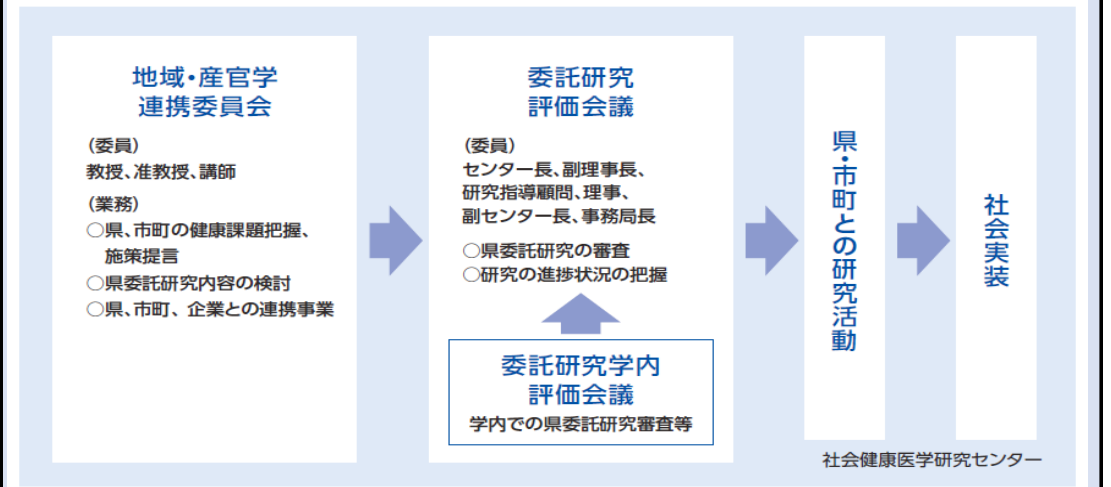 地域・産官学
連携委員会
(委員)
教授、准教授、講師
(業務)
○県、市町の健康課題把握、
施策提言
○県委託研究内容の検討
○県、市町、企業との連携事業
委託研究
評価会議
(委員)
センター長、副理事長、
研究指導顧問、理事、
副センター長、事務局長
○県委託研究の審査
○研究の進捗状況の把握
委託研究学内
評価会議
学内での県委託研究審査等
県・市町との研究活動
社会実装
社会健康医学研究センター